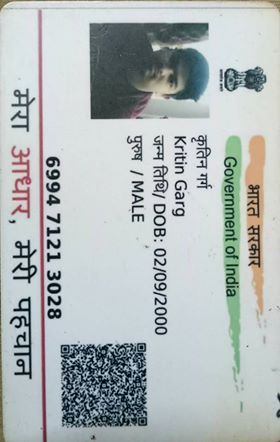 भारत सरकार
Government of India
कृतिन गर्ग
Kritin Garg
जन्म तिथि/ DOB: 02/09/2000
पुरुष / MALE
6994 7121 3028
मेरा आधार, मेरी पहचान